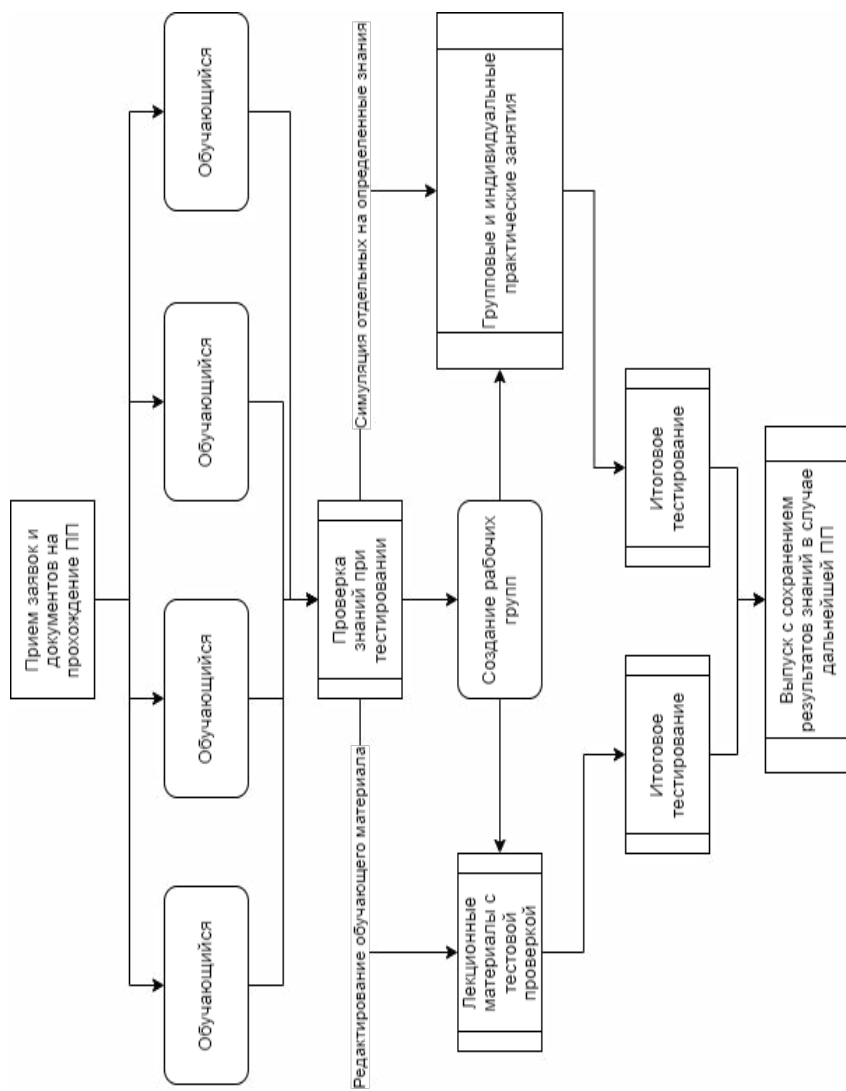 Прием заявок и
документов на
прохождение ПП
Обучающийся
Обучающийся
Обучающийся
Обучающийся
Проверка
знаний при
тестировании
Редактирование обучающего материала
Симуляция отдельных на определенные знания
Создание рабочих
групп
Лекционные
материалы с
тестовой
проверкой
Групповые и индивидуальные
практические занятия
Итоговое
тестирование
Итоговое
тестирование
Выпуск с сохранением
результатов знаний в случае
дальнейшей ПП